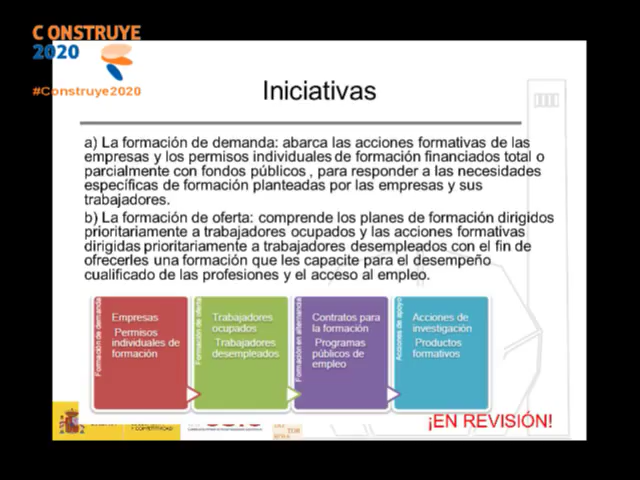 CONSTRUYE
2020
#Construye2020
Iniciativas
a) La formación de demanda: abarca las acciones formativas de las
empresas y los permisos individuales de formación financiados total o
parcialmente con fondos públicos , para responder a las necesidades
específicas de formación planteadas por las empresas y sus
trabajadores.
b) La formación de oferta: comprende los planes de formación dirigidos
prioritariamente a trabajadores ocupados y las acciones formativas
dirigidas prioritariamente a trabajadores desempleados con el fin de
ofrecerles una formación que les capacite para el desempeño
cualificado de las profesiones y el acceso al empleo.
Formación de demanda
Empresas
Permisos
individuales de
formación
Formación de oferta
Trabajadores
ocupados
Trabajadores
desempleados
Formación en alternancia
Contratos para
la formación
Programas
públicos de
empleo
Acciones de apoyo
Acciones de
investigación
Productos
formativos
¡EN REVISIÓN!